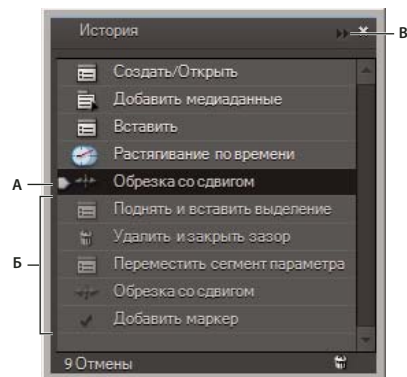 История
В
Создать/Открыть
Добавить медиаданные
Вставить
Растягивание по времени
А
Обрезка со сдвигом
Поднять и вставить выделение
Удалить и закрыть зазор
Б
Переместить сегмент параметра
Обрезка со сдвигом
Добавить маркер
9 Отмены